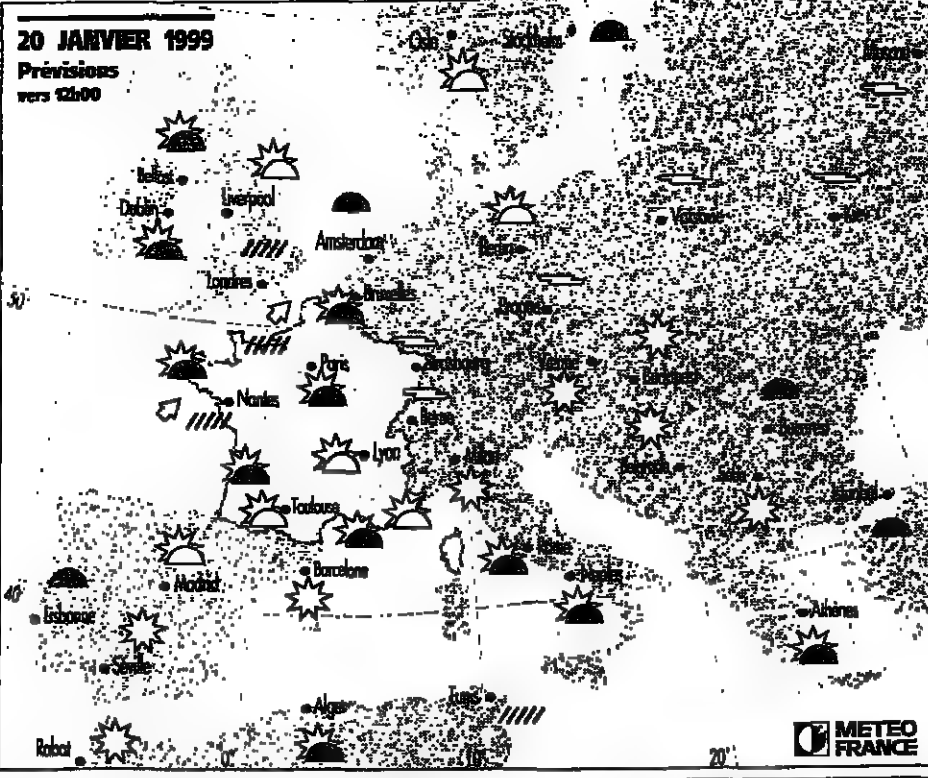 20 JANVIER 1999
Prévisions
vers 12h00
Oslo
Stockholm
Moscou
Belfast
Liverpool
Dublin
Amsterdam
Varsovie
Kiev
Berlin
Londres
Bruxelles
50
Prague
Paris
Strasbourg
Vienne
Budapest
Nantes
Berne
Bucarest
Lyon
Milan
Belgrade
Istanbul
Toulouse
Rome
Barcelone
Madrid
Naples
40
Lisbonne
Athènes
Séville
Alger
Tunis
Rabat
0°
10°
20°
METEO
FRANCE